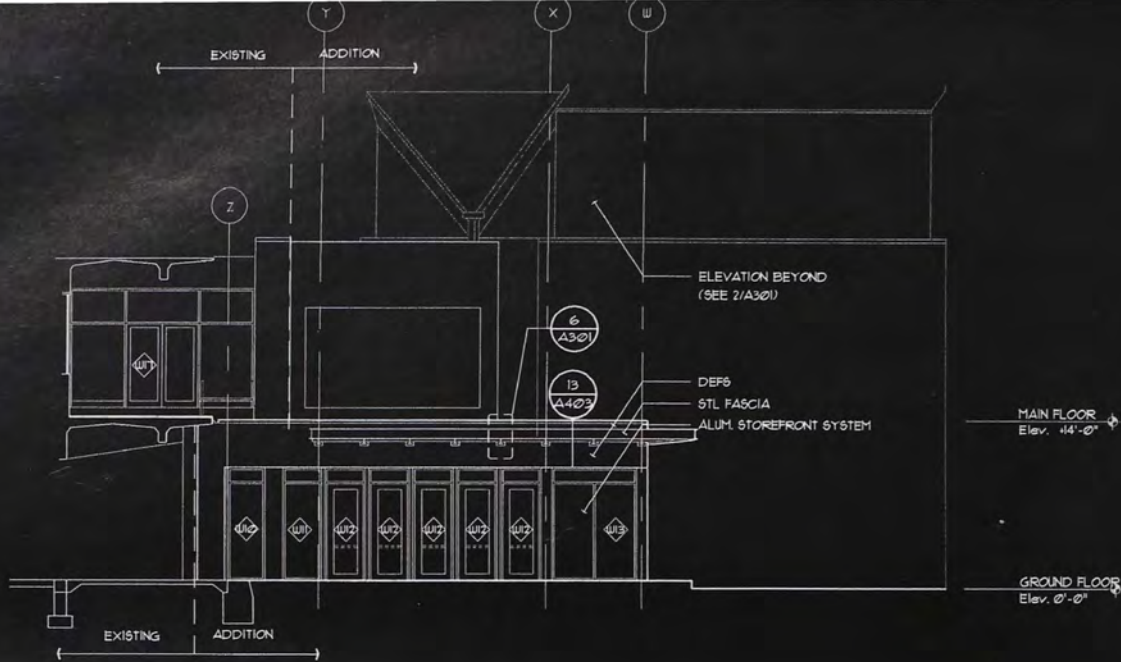 Y
X
W
EXISTING ADDITION
Z
ELEVATION BEYOND
(SEE 2/A301)
6
A301
W17
13
A403
DEFS
STL FASCIA
ALUM. STOREFRONT SYSTEM
MAIN FLOOR
Elev. +14'-0"
W10
W11
W12
W12
W12
W12
W12
W13
GROUND FLOOR
Elev. 0'-0"
EXISTING ADDITION